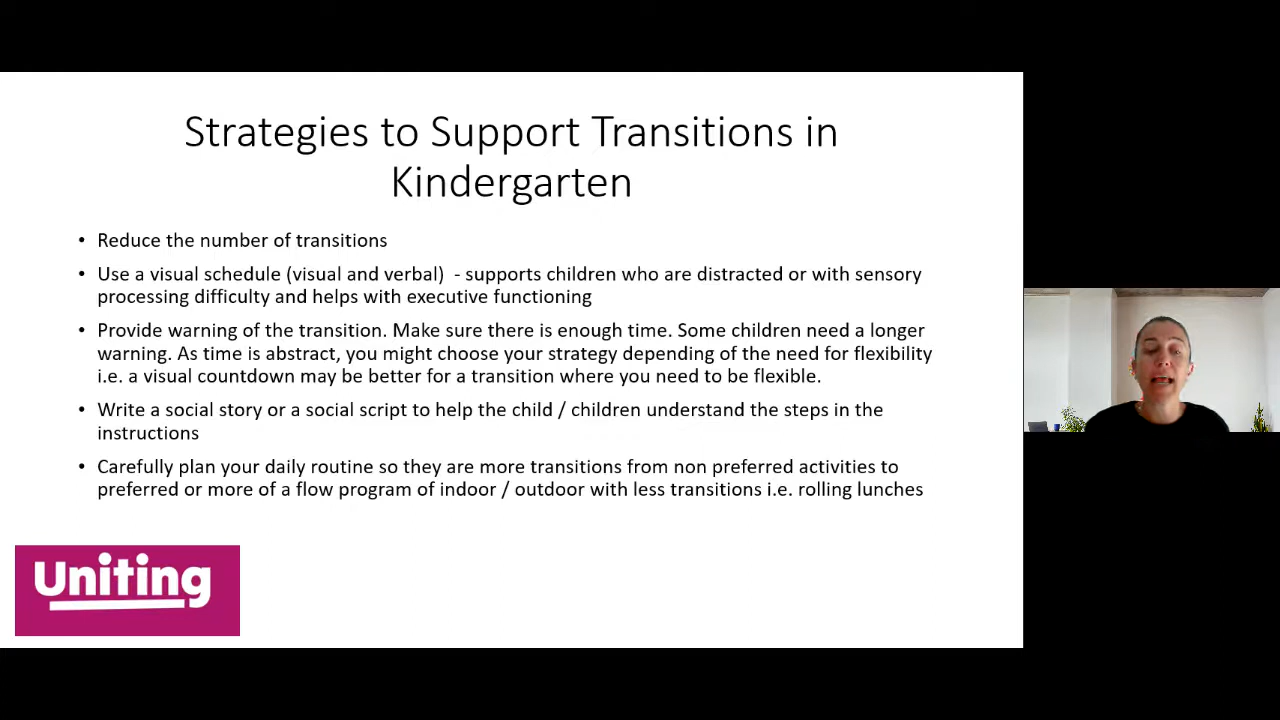 Strategies to Support Transitions in
Kindergarten
• Reduce the number of transitions
• Use a visual schedule (visual and verbal)  - supports children who are distracted or with sensory
processing difficulty and helps with executive functioning
• Provide warning of the transition. Make sure there is enough time. Some children need a longer
warning. As time is abstract, you might choose your strategy depending of the need for flexibility
i.e. a visual countdown may be better for a transition where you need to be flexible.
• Write a social story or a social script to help the child / children understand the steps in the
instructions
• Carefully plan your daily routine so they are more transitions from non preferred activities to
preferred or more of a flow program of indoor / outdoor with less transitions i.e. rolling lunches
Uniting